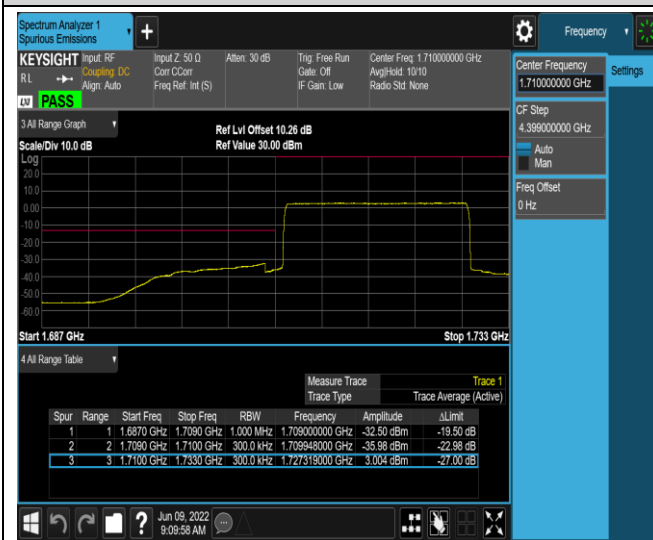 Spectrum Analyzer 1
Spurious Emissions
Frequency
KEYSIGHT Input: RF Input Z: 50 Ω Atten: 30 dB Trig: Free Run Center Freq: 1.710000000 GHz
RL Coupling: DC Corr CCorr Gate: Off Avg|Hold: 10/10
Align: Auto Freq Ref: Int (S) IF Gain: Low Radio Std: None
LXI PASS
Center Frequency
1.710000000 GHz
Settings
CF Step
4.399000000 GHz
Auto
Man
Freq Offset
0 Hz
3 All Range Graph
Ref Lvl Offset 10.26 dB
Scale/Div 10.0 dB Ref Value 30.00 dBm
Log
20.0
10.0
0.00
-10.0
-20.0
-30.0
-40.0
-50.0
-60.0
Start 1.687 GHz Stop 1.733 GHz
4 All Range Table
Measure Trace Trace 1
Trace Type Trace Average (Active)
Spur Range Start Freq Stop Freq RBW Frequency Amplitude ΔLimit
1 1 1.6870 GHz 1.7090 GHz 1.000 MHz 1.709000000 GHz -32.50 dBm -19.50 dB
2 2 1.7090 GHz 1.7100 GHz 300.0 kHz 1.709948000 GHz -35.98 dBm -22.98 dB
3 3 1.7100 GHz 1.7330 GHz 300.0 kHz 1.727319000 GHz 3.004 dBm -27.00 dB
Jun 09, 2022
9:09:58 AM